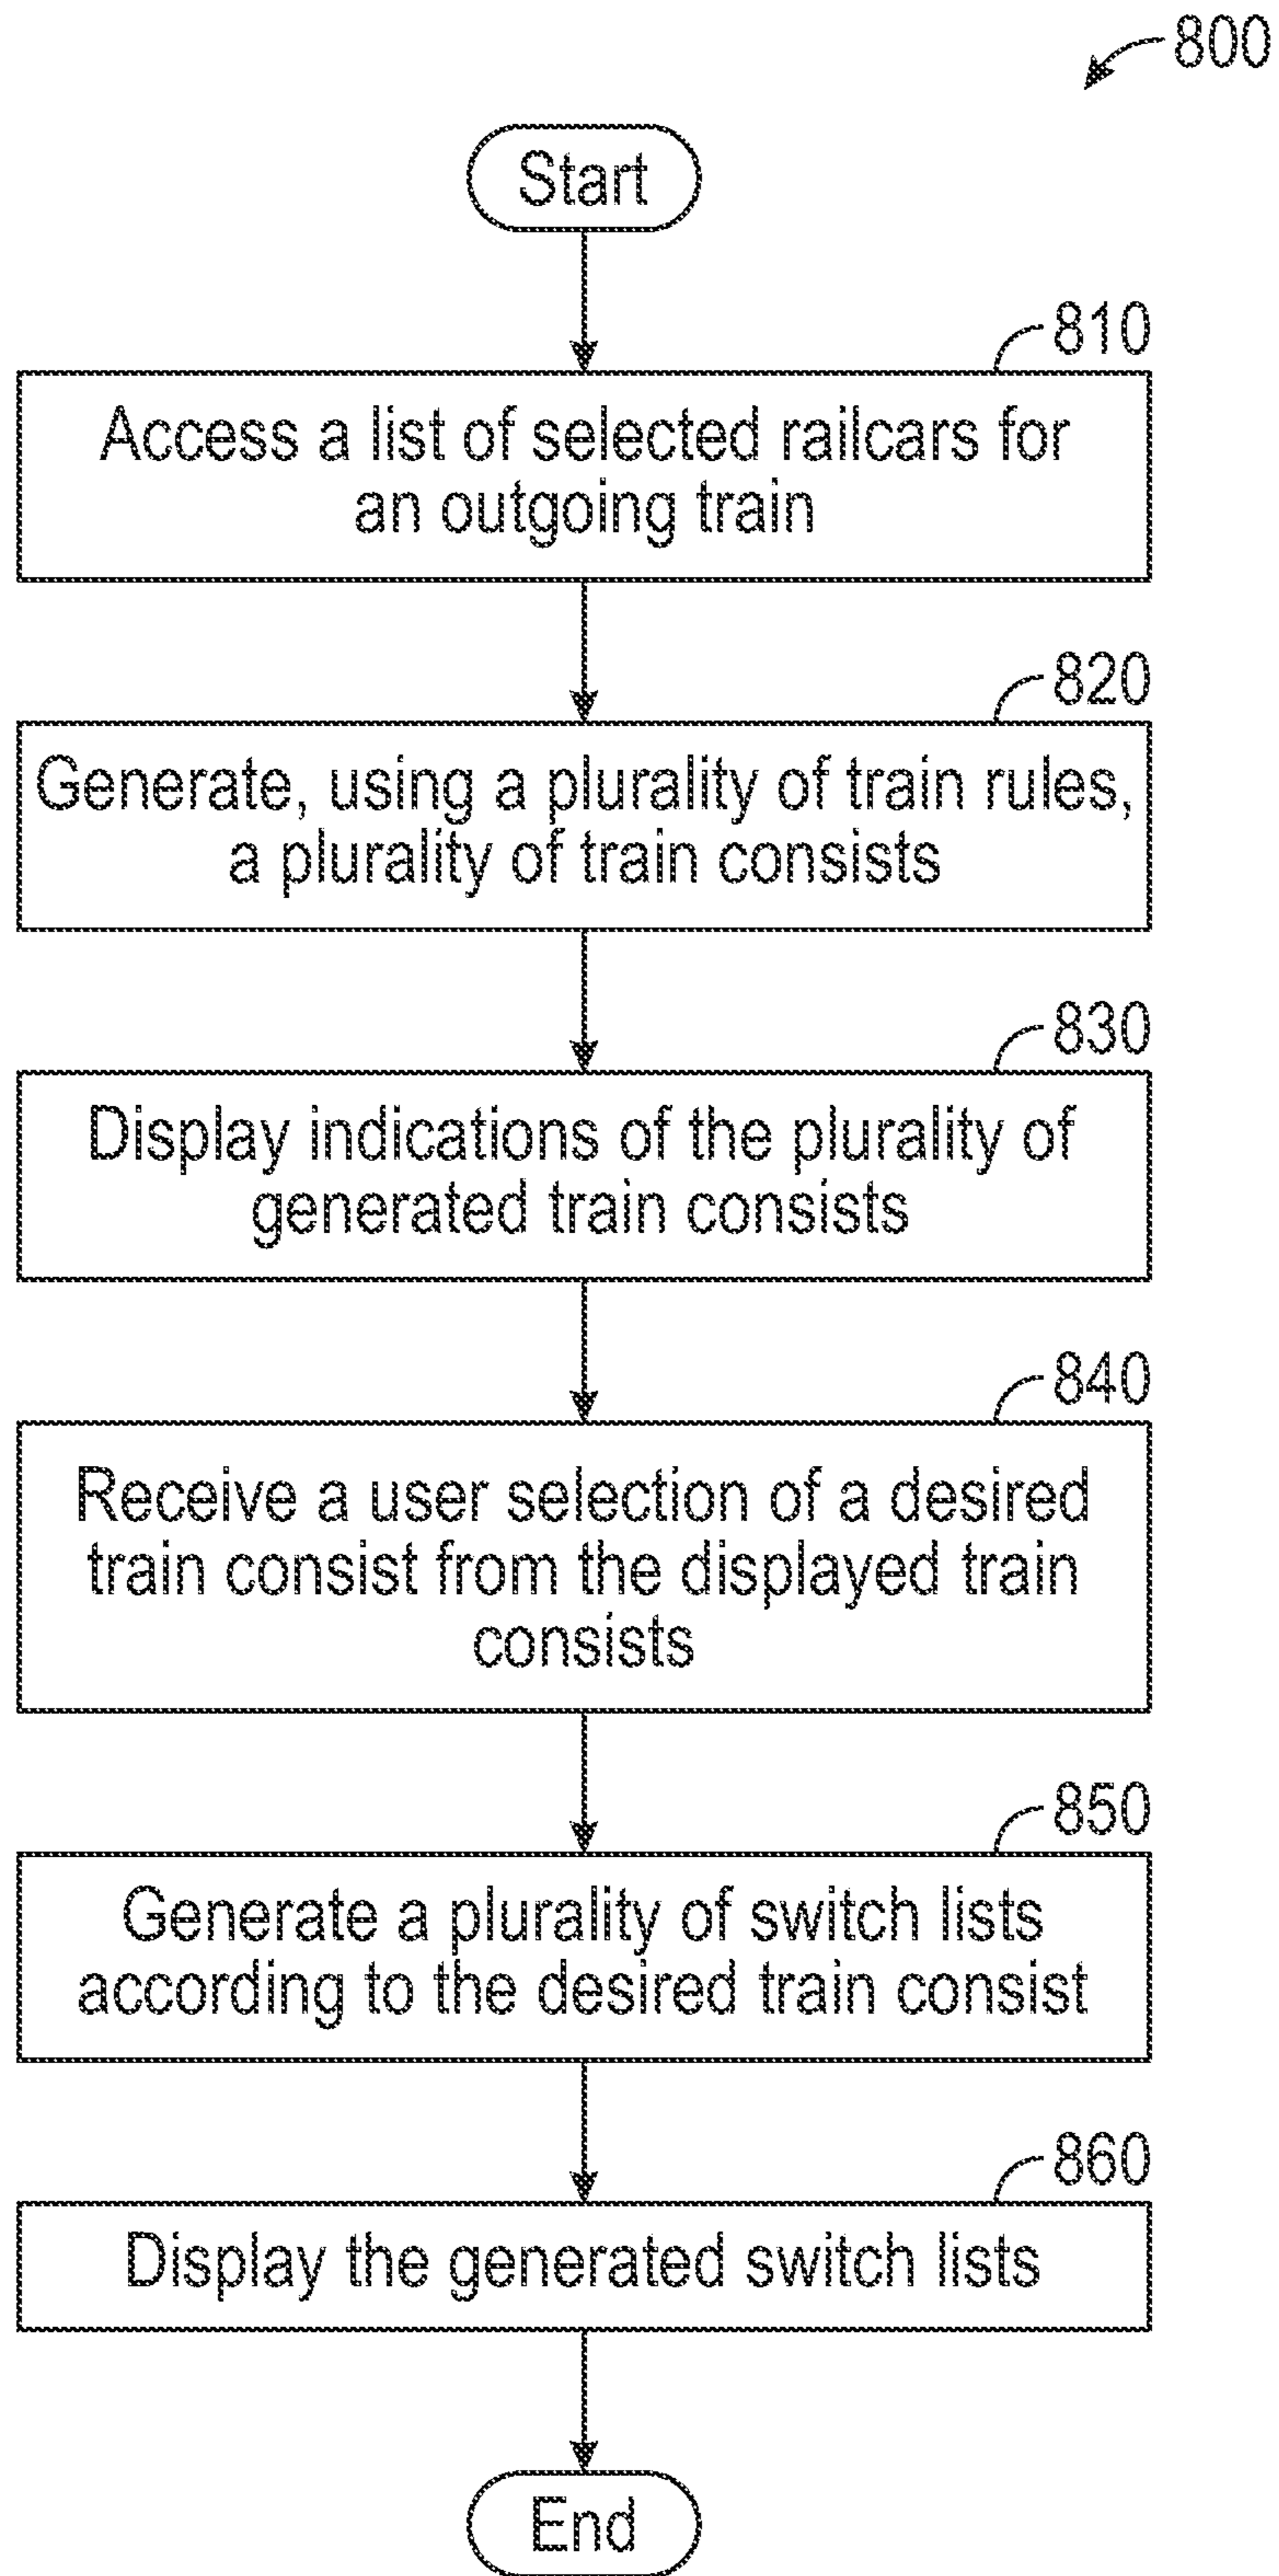 800
Start
810
Access a list of selected railcars for
an outgoing train
820
Generate, using a plurality of train rules,
a plurality of train consists
830
Display indications of the plurality of
generated train consists
840
Receive a user selection of a desired
train consist from the displayed train
consists
850
Generate a plurality of switch lists
according to the desired train consist
860
Display the generated switch lists
End